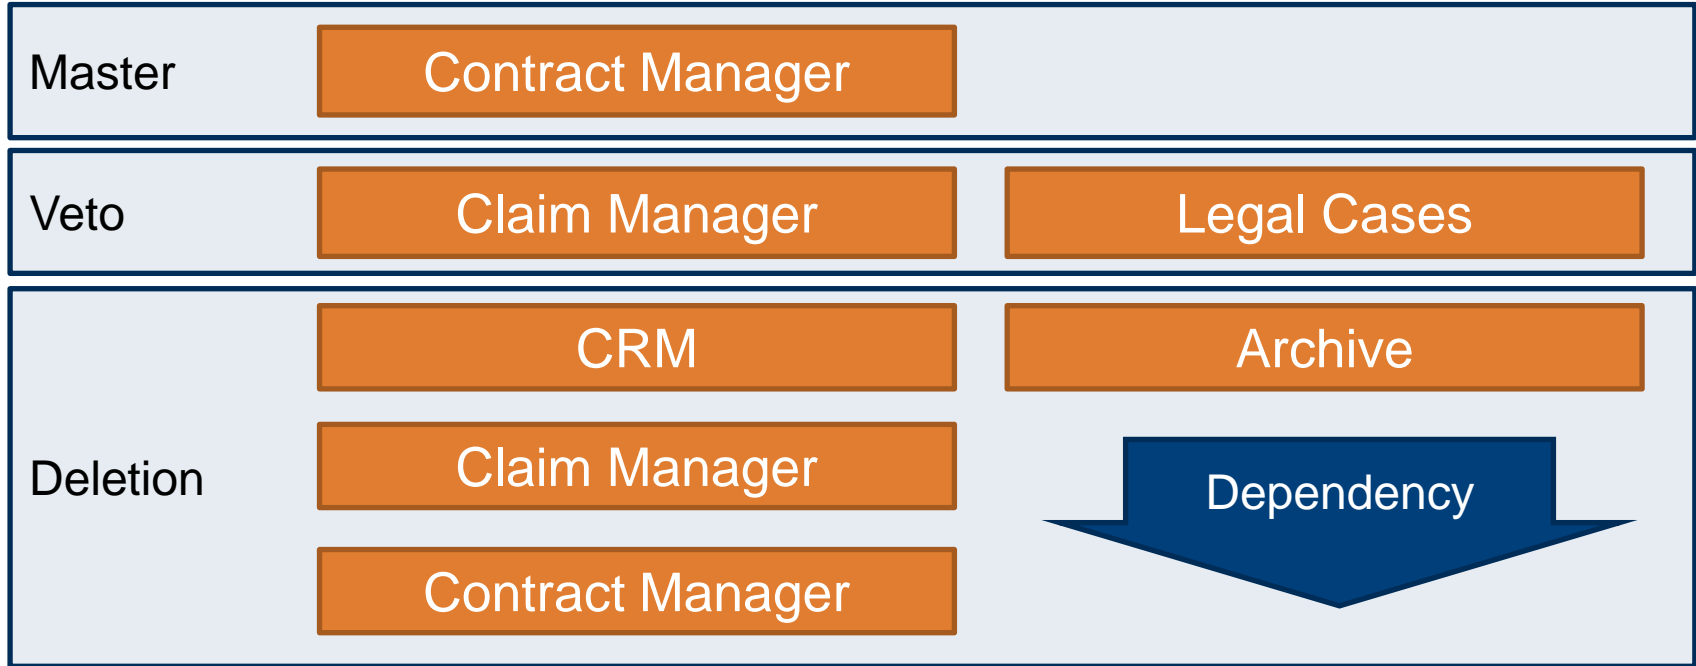 Master
Contract Manager
Veto
Claim Manager
Legal Cases
Deletion
CRM
Archive
Claim Manager
Dependency
Contract Manager